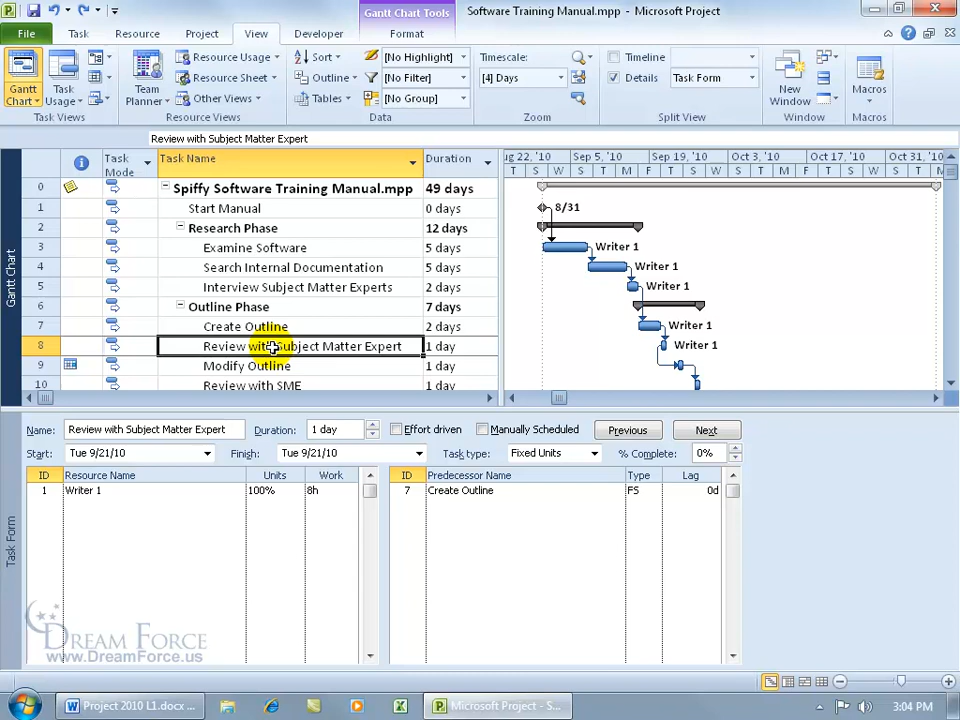 Gantt Chart Tools
Software Training Manual.mpp - Microsoft Project
File Task Resource Project View Developer Format
Gantt Chart
Task Usage
Task Views
Team Planner
Resource Usage
Resource Sheet
Other Views
Resource Views
Sort
Outline
Tables
[No Highlight]
[No Filter]
[No Group]
Data
Timescale:
[4] Days
Zoom
Timeline
Details Task Form
Split View
New Window
Window
Macros
Macros
Review with Subject Matter Expert
Task Mode Task Name Duration
ug 22, '10 Sep 5, '10 Sep 19, '10 Oct 3, '10 Oct 17, '10 Oct 31, '10
T S W S T M F T S W S T M F T S
0 Spiffy Software Training Manual.mpp 49 days
1 Start Manual 0 days 8/31
2 Research Phase 12 days
3 Examine Software 5 days Writer 1
4 Search Internal Documentation 5 days Writer 1
5 Interview Subject Matter Experts 2 days Writer 1
6 Outline Phase 7 days
7 Create Outline 2 days Writer 1
8 Review with Subject Matter Expert 1 day Writer 1
9 Modify Outline 1 day
10 Review with SME 1 day
Gantt Chart
Name: Review with Subject Matter Expert Duration: 1 day Effort driven Manually Scheduled Previous Next
Start: Tue 9/21/10 Finish: Tue 9/21/10 Task type: Fixed Units % Complete: 0%
ID Resource Name Units Work ID Predecessor Name Type Lag
1 Writer 1 100% 8h 7 Create Outline FS 0d
Task Form
DREAM FORCE
www.DreamForce.us
Project 2010 L1.docx ...
Microsoft Project - S...
3:04 PM